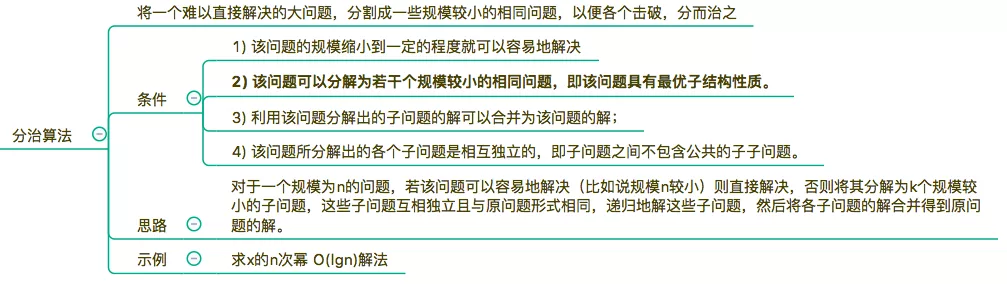 将一个难以直接解决的大问题，分割成一些规模较小的相同问题，以便各个击破，分而治之
1) 该问题的规模缩小到一定的程度就可以容易地解决
2) 该问题可以分解为若干个规模较小的相同问题，即该问题具有最优子结构性质。
条件
3) 利用该问题分解出的子问题的解可以合并为该问题的解；
分治算法
4) 该问题所分解出的各个子问题是相互独立的，即子问题之间不包含公共的子子问题。
对于一个规模为n的问题，若该问题可以容易地解决（比如说规模n较小）则直接解决，否则将其分解为k个规模较
小的子问题，这些子问题互相独立且与原问题形式相同，递归地解这些子问题，然后将各子问题的解合并得到原问
题的解。
思路
示例
求x的n次幂 O(lgn)解法